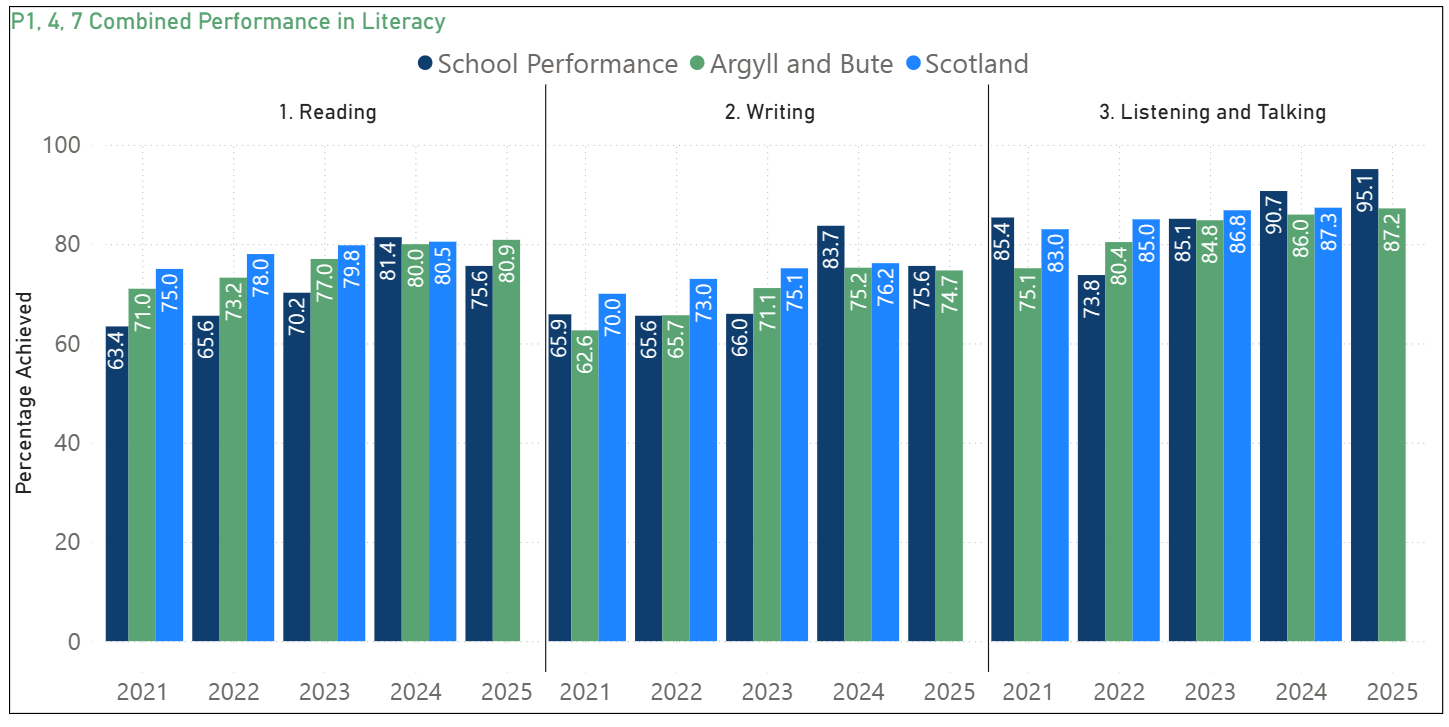 P1, 4, 7 Combined Performance in Literacy
School Performance Argyll and Bute Scotland
1. Reading 2. Writing 3. Listening and Talking
Percentage Achieved
100
80
60
40
20
0
63.4 71.0 75.0 65.6 73.2 78.0 70.2 77.0 79.8 81.4 80.0 80.5 75.6 80.9
65.9 62.6 70.0 65.6 65.7 73.0 66.0 71.1 75.1 83.7 75.2 76.2 75.6 74.7
85.4 75.1 83.0 73.8 80.4 85.0 85.1 84.8 86.8 90.7 86.0 87.3 95.1 87.2
2021 2022 2023 2024 2025 2021 2022 2023 2024 2025 2021 2022 2023 2024 2025